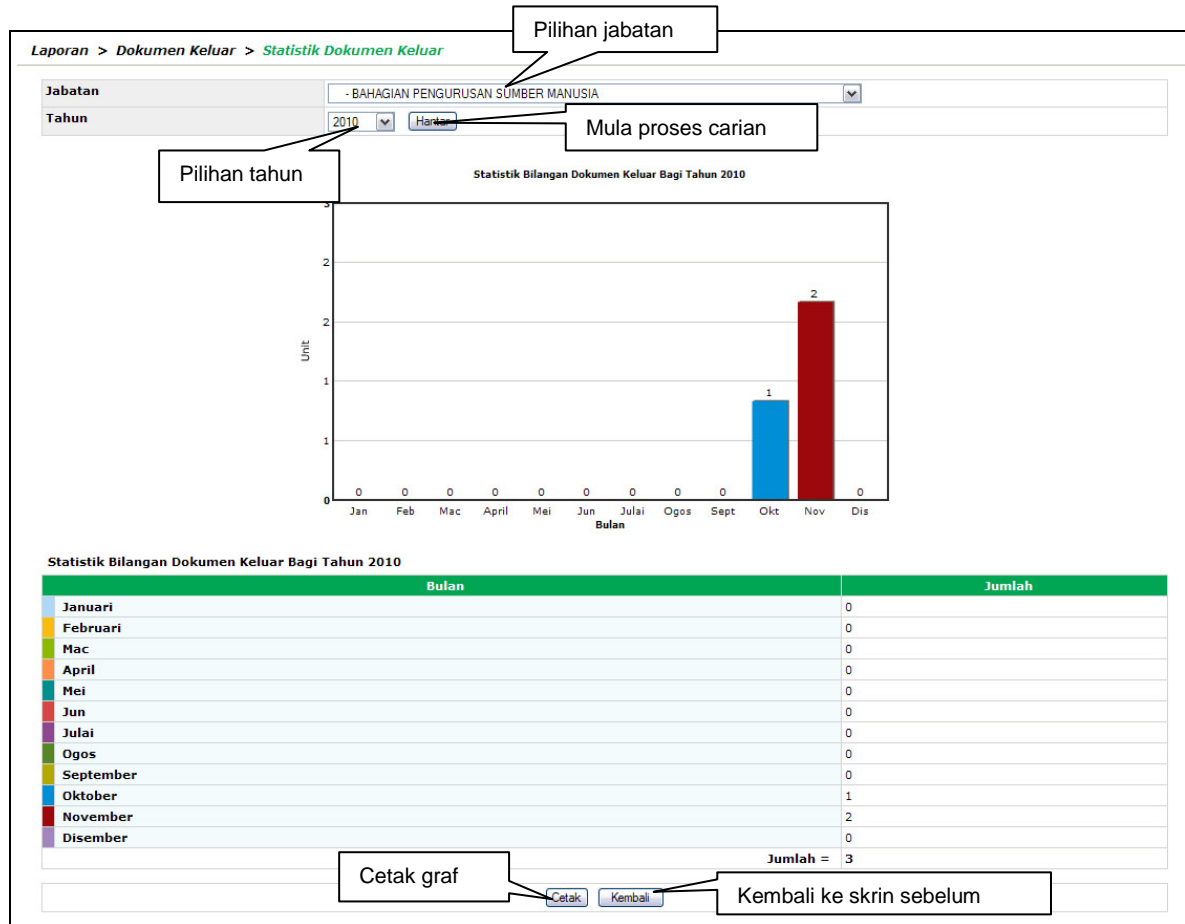 Pilihan jabatan
Laporan > Dokumen Keluar > Statistik Dokumen Keluar
Jabatan
- BAHAGIAN PENGURUSAN SUMBER MANUSIA
Tahun
2010
Hantar
Mula proses carian
Pilihan tahun
Statistik Bilangan Dokumen Keluar Bagi Tahun 2010
3
2
2
1
1
0
Unit
0 0 0 0 0 0 0 0 0 1 2 0
Jan Feb Mac April Mei Jun Julai Ogos Sept Okt Nov Dis
Bulan
Statistik Bilangan Dokumen Keluar Bagi Tahun 2010
Bulan Jumlah
Januari 0
Februari 0
Mac 0
April 0
Mei 0
Jun 0
Julai 0
Ogos 0
September 0
Oktober 1
November 2
Disember 0
Jumlah = 3
Cetak graf
Cetak Kembali
Kembali ke skrin sebelum